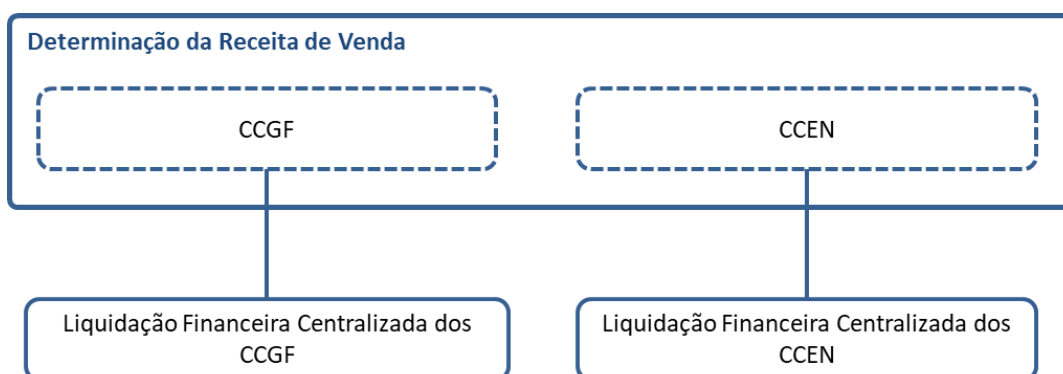 Determinação da Receita de Venda
CCGF
CCEN
Liquidação Financeira Centralizada dos
CCGF
Liquidação Financeira Centralizada dos
CCEN